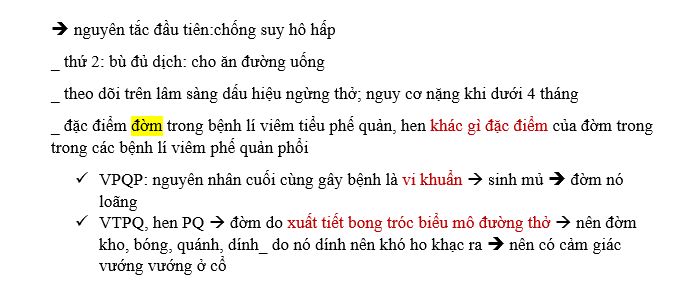 ➔ nguyên tắc đầu tiên:chống suy hô hấp
_ thứ 2: bù đủ dịch: cho ăn đường uống
_ theo dõi trên lâm sàng dấu hiệu ngừng thở; nguy cơ nặng khi dưới 4 tháng
_ đặc điểm đờm trong bệnh lí viêm tiểu phế quản, hen khác gì đặc điểm của đờm trong
trong các bệnh lí viêm phế quản phổi
✓ VPQP: nguyên nhân cuối cùng gây bệnh là vi khuẩn → sinh mủ ➔ đờm nó
loãng
✓ VTPQ, hen PQ → đờm do xuất tiết bong tróc biểu mô đường thở → nên đờm
kho, bóng, quánh, dính_ do nó dính nên khó ho khạc ra ➔ nên có cảm giác
vướng vướng ở cổ